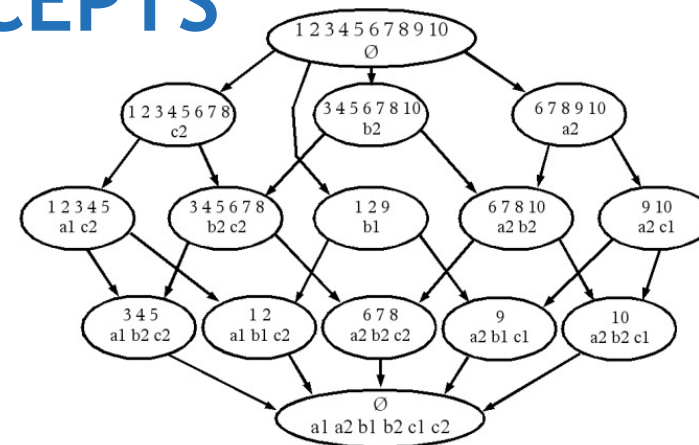 CEPTS
1 2 3 4 5 6 7 8 9 10
∅
1 2 3 4 5 6 7 8
c2
3 4 5 6 7 8 10
b2
6 7 8 9 10
a2
1 2 3 4 5
a1 c2
3 4 5 6 7 8
b2 c2
1 2 9
b1
6 7 8 10
a2 b2
9 10
a2 c1
3 4 5
a1 b2 c2
1 2
a1 b1 c2
6 7 8
a2 b2 c2
9
a2 b1 c1
10
a2 b2 c1
∅
a1 a2 b1 b2 c1 c2